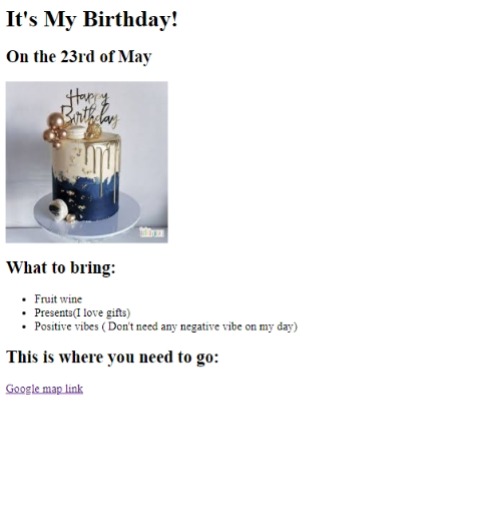 It's My Birthday!
On the 23rd of May
Happy
Birthday
What to bring:
Fruit wine
Presents(I love gifts)
Positive vibes ( Don't need any negative vibe on my day)
This is where you need to go:
Google map link